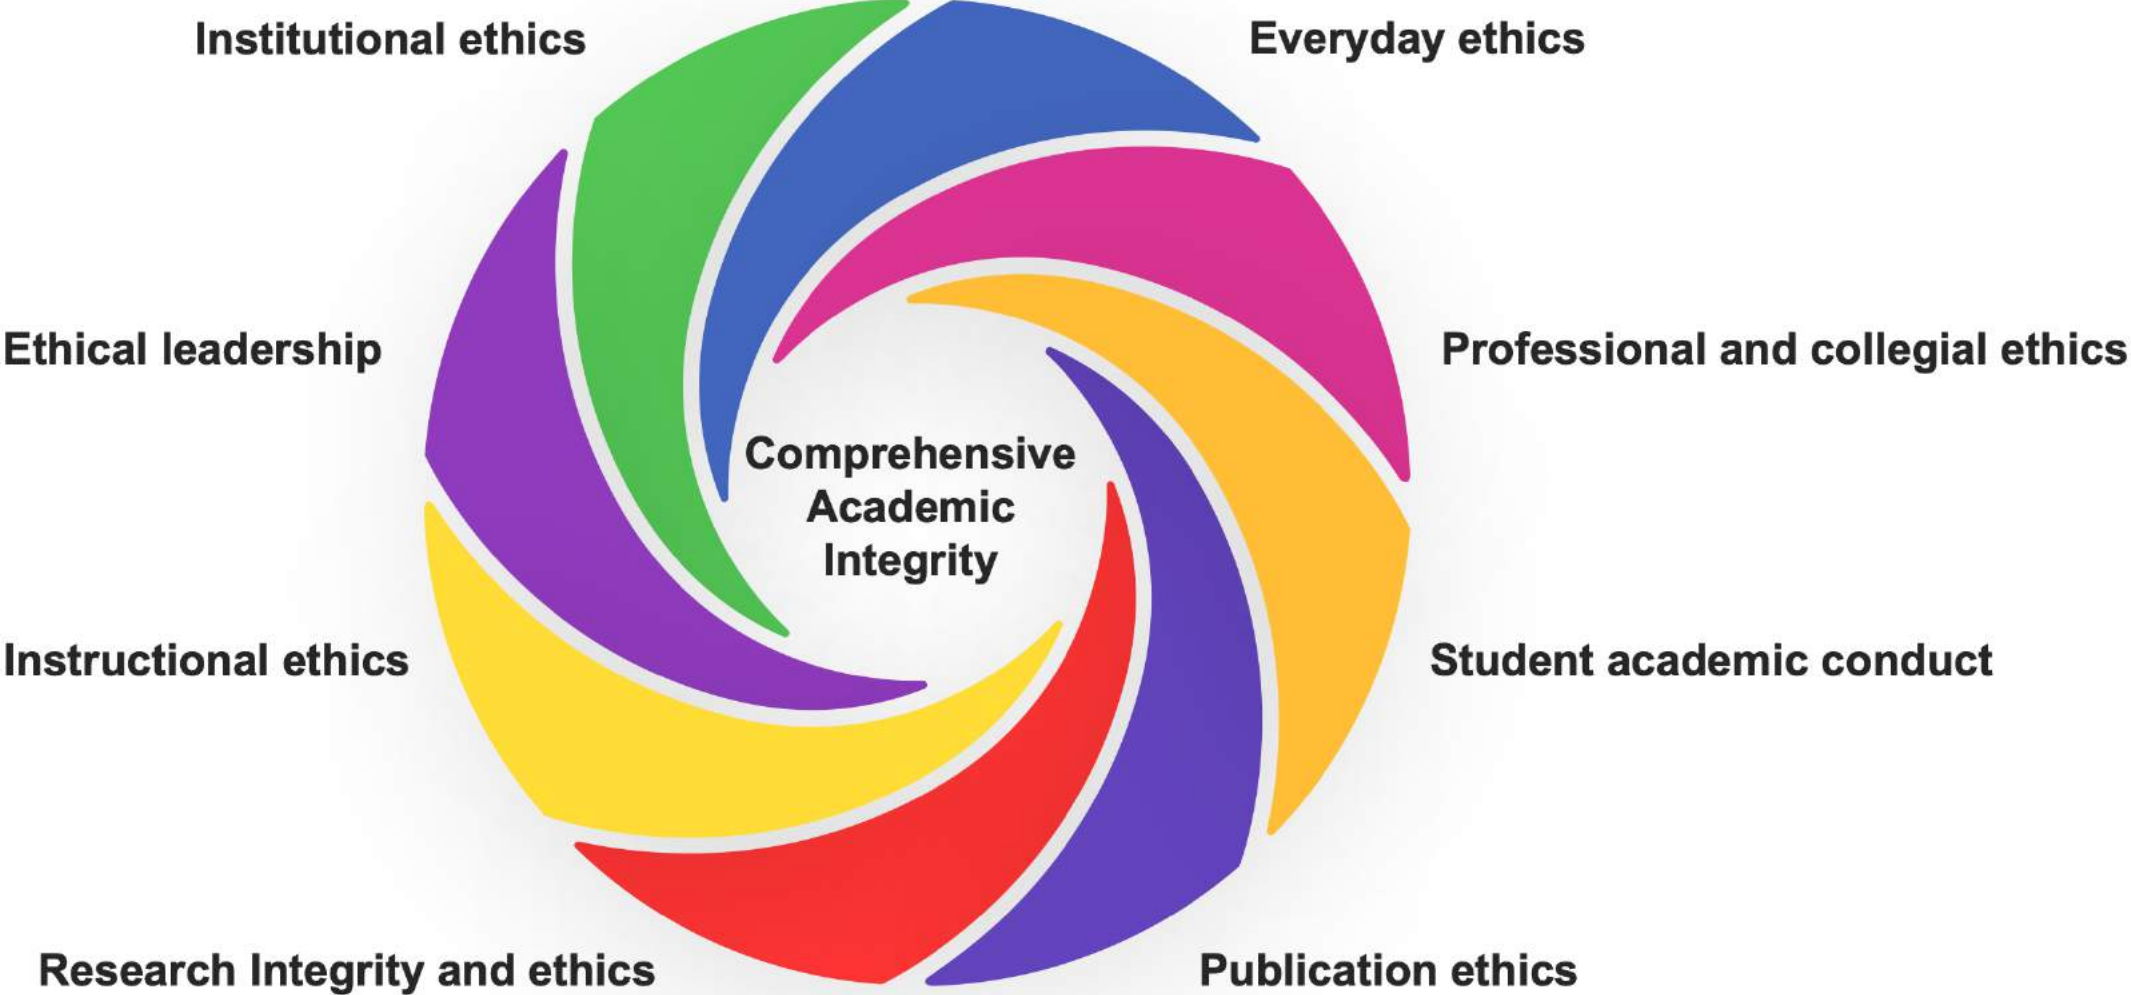 Institutional ethics
Everyday ethics
Ethical leadership
Professional and collegial ethics
Comprehensive
Academic
Integrity
Instructional ethics
Student academic conduct
Research Integrity and ethics
Publication ethics